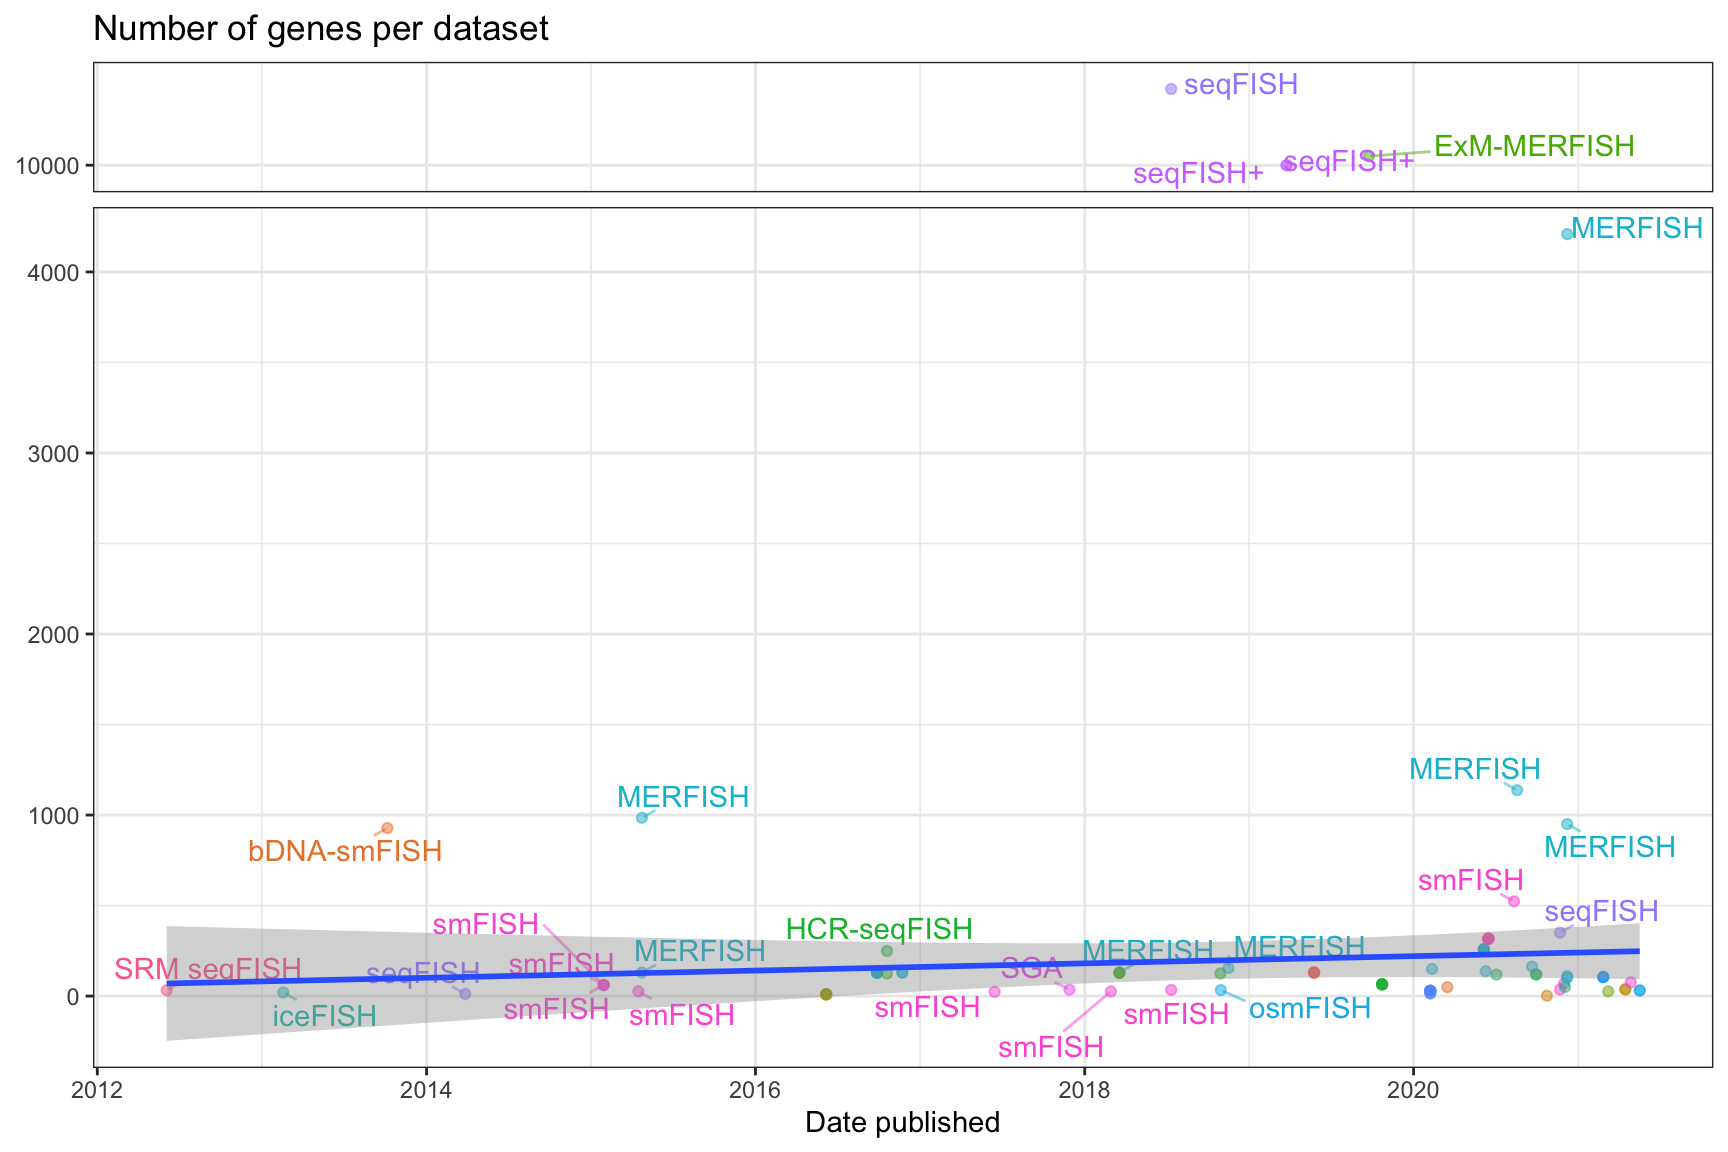 Number of genes per dataset
seqFISH
ExM-MERFISH
seqFISH+
10000
seqFISH+
MERFISH
4000
3000
2000
MERFISH
MERFISH
1000
bDNA-smFISH
MERFISH
smFISH
seqFISH
smFISH
HCR-seqFISH
MERFISH
MERFISH
MERFISH
SRM seqFISH
seqFISH
smFISH
SGA
0
smFISH
smFISH
smFISH
osmFISH
iceFISH
smFISH
smFISH
smFISH
2012
2014
2016
2018
2020
Date published